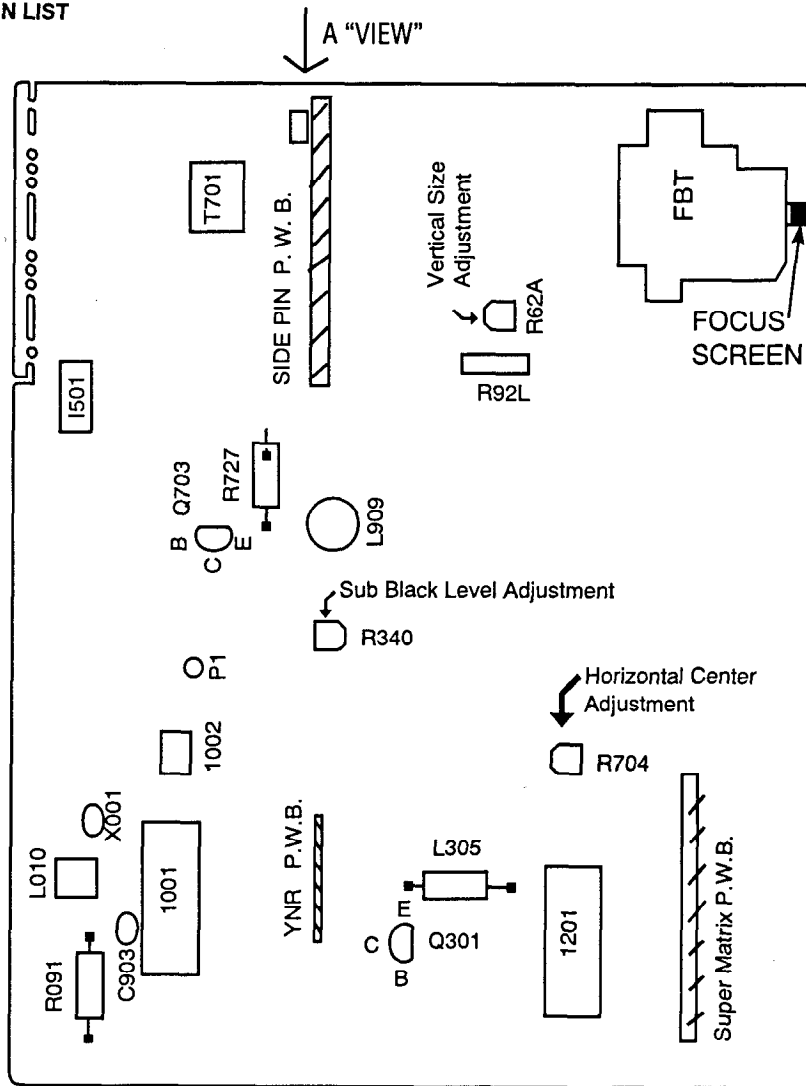 N LIST
A “VIEW”
T701
SIDE PIN P. W. B.
Vertical Size
Adjustment
R62A
R92L
FBT
FOCUS
SCREEN
I501
Q703
R727
B
C
E
L909
Sub Black Level Adjustment
R340
P1
Horizontal Center
Adjustment
R704
1002
X001
L010
1001
C903
R091
YNR P.W.B.
L305
E
C
Q301
B
1201
Super Matrix P.W.B.